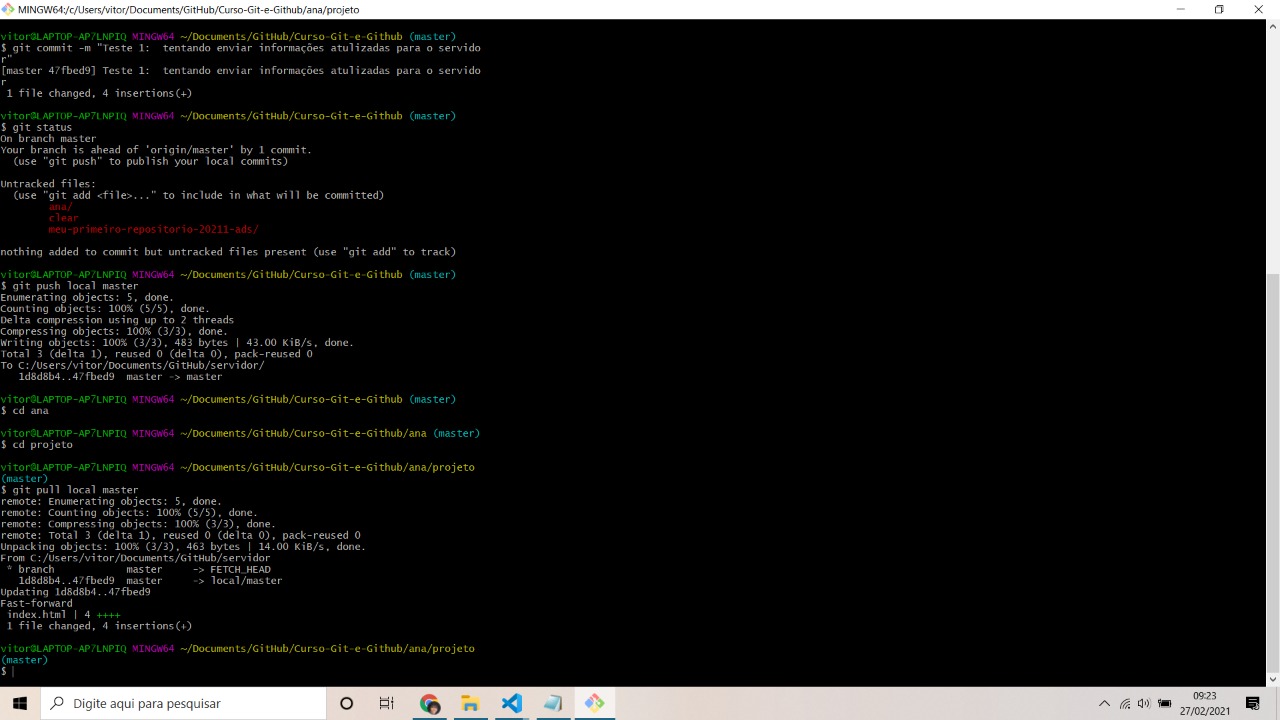 MINGW64:/c/Users/vitor/Documents/GitHub/Curso-Git-e-Github/ana/projeto
vitor@LAPTOP-AP7LNPIQ MINGW64 ~/Documents/GitHub/Curso-Git-e-Github (master)
$ git commit -m "Teste 1:  tentando enviar informações atulizadas para o servido
r"
[master 47fbed9] Teste 1:  tentando enviar informações atulizadas para o servido
r
 1 file changed, 4 insertions(+)
vitor@LAPTOP-AP7LNPIQ MINGW64 ~/Documents/GitHub/Curso-Git-e-Github (master)
$ git status
On branch master
Your branch is ahead of 'origin/master' by 1 commit.
  (use "git push" to publish your local commits)
Untracked files:
  (use "git add <file>..." to include in what will be committed)
        ana/
        clear
        meu-primeiro-repositorio-20211-ads/
nothing added to commit but untracked files present (use "git add" to track)
vitor@LAPTOP-AP7LNPIQ MINGW64 ~/Documents/GitHub/Curso-Git-e-Github (master)
$ git push local master
Enumerating objects: 5, done.
Counting objects: 100% (5/5), done.
Delta compression using up to 2 threads
Compressing objects: 100% (3/3), done.
Writing objects: 100% (3/3), 483 bytes | 43.00 KiB/s, done.
Total 3 (delta 1), reused 0 (delta 0), pack-reused 0
To C:/Users/vitor/Documents/GitHub/servidor/
   1d8d8b4..47fbed9  master -> master
vitor@LAPTOP-AP7LNPIQ MINGW64 ~/Documents/GitHub/Curso-Git-e-Github (master)
$ cd ana
vitor@LAPTOP-AP7LNPIQ MINGW64 ~/Documents/GitHub/Curso-Git-e-Github/ana (master)
$ cd projeto
vitor@LAPTOP-AP7LNPIQ MINGW64 ~/Documents/GitHub/Curso-Git-e-Github/ana/projeto
(master)
$ git pull local master
remote: Enumerating objects: 5, done.
remote: Counting objects: 100% (5/5), done.
remote: Compressing objects: 100% (3/3), done.
remote: Total 3 (delta 1), reused 0 (delta 0), pack-reused 0
Unpacking objects: 100% (3/3), 463 bytes | 14.00 KiB/s, done.
From C:/Users/vitor/Documents/GitHub/servidor
 * branch            master     -> FETCH_HEAD
   1d8d8b4..47fbed9  master     -> local/master
Updating 1d8d8b4..47fbed9
Fast-forward
 index.html | 4 ++++
 1 file changed, 4 insertions(+)
vitor@LAPTOP-AP7LNPIQ MINGW64 ~/Documents/GitHub/Curso-Git-e-Github/ana/projeto
(master)
$
Digite aqui para pesquisar
09:23
27/02/2021